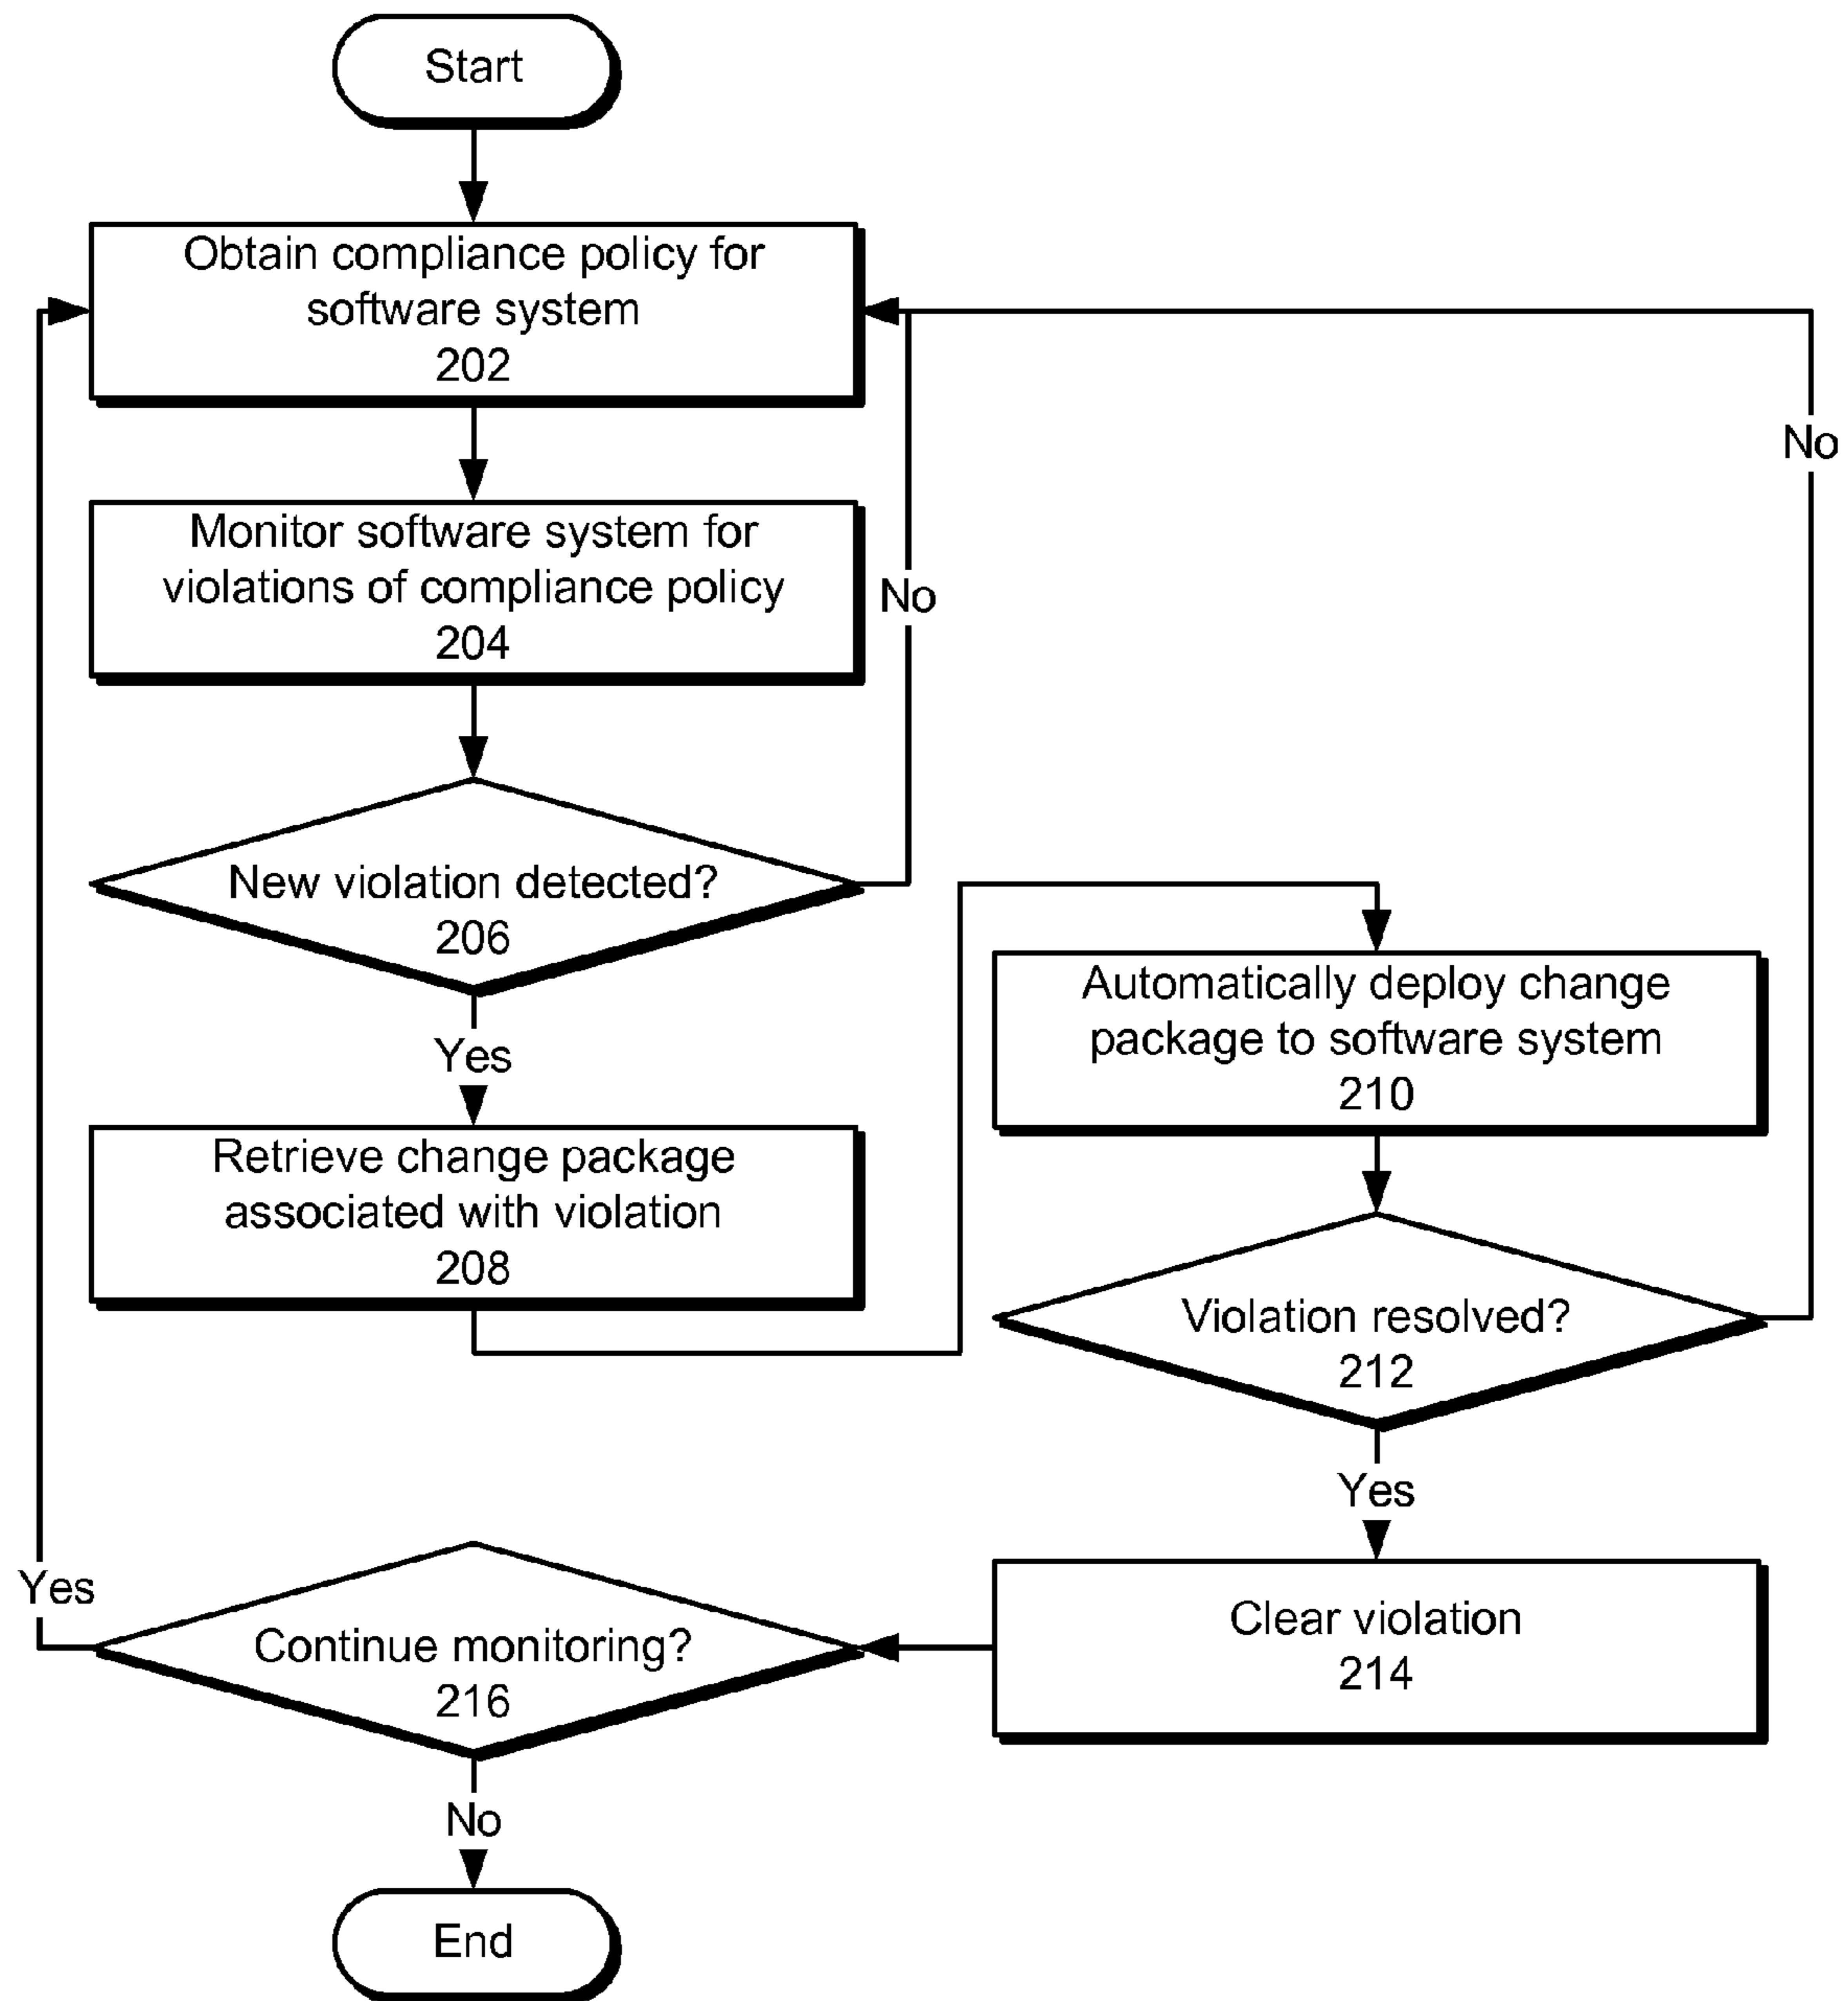 Start
Obtain compliance policy for
software system
202
No
Monitor software system for
violations of compliance policy
204
No
New violation detected?
206
Yes
Retrieve change package
associated with violation
208
Automatically deploy change
package to software system
210
Violation resolved?
212
Yes
Clear violation
214
Yes
Continue monitoring?
216
No
End